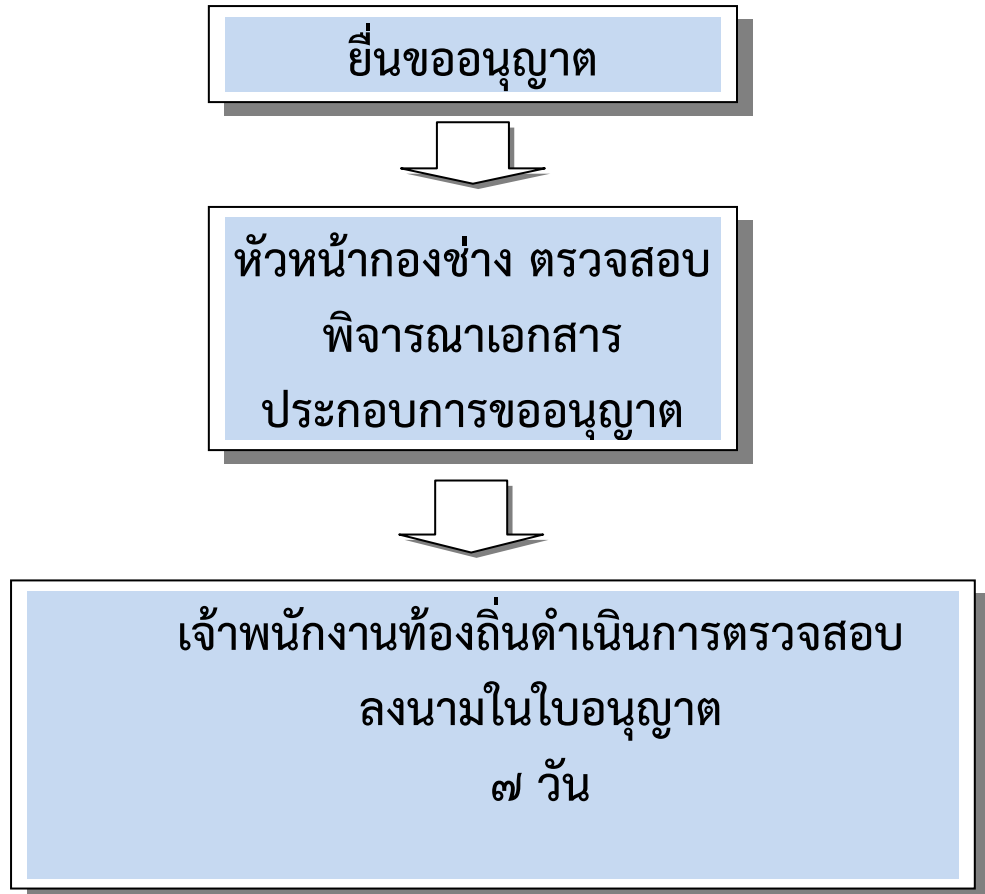 ยื่นขออนุญาต
หัวหน้ากองช่าง ตรวจสอบ
พิจารณาเอกสาร
ประกอบการขออนุญาต
เจ้าพนักงานท้องถิ่นดำเนินการตรวจสอบ
ลงนามในใบอนุญาต
๗ วัน